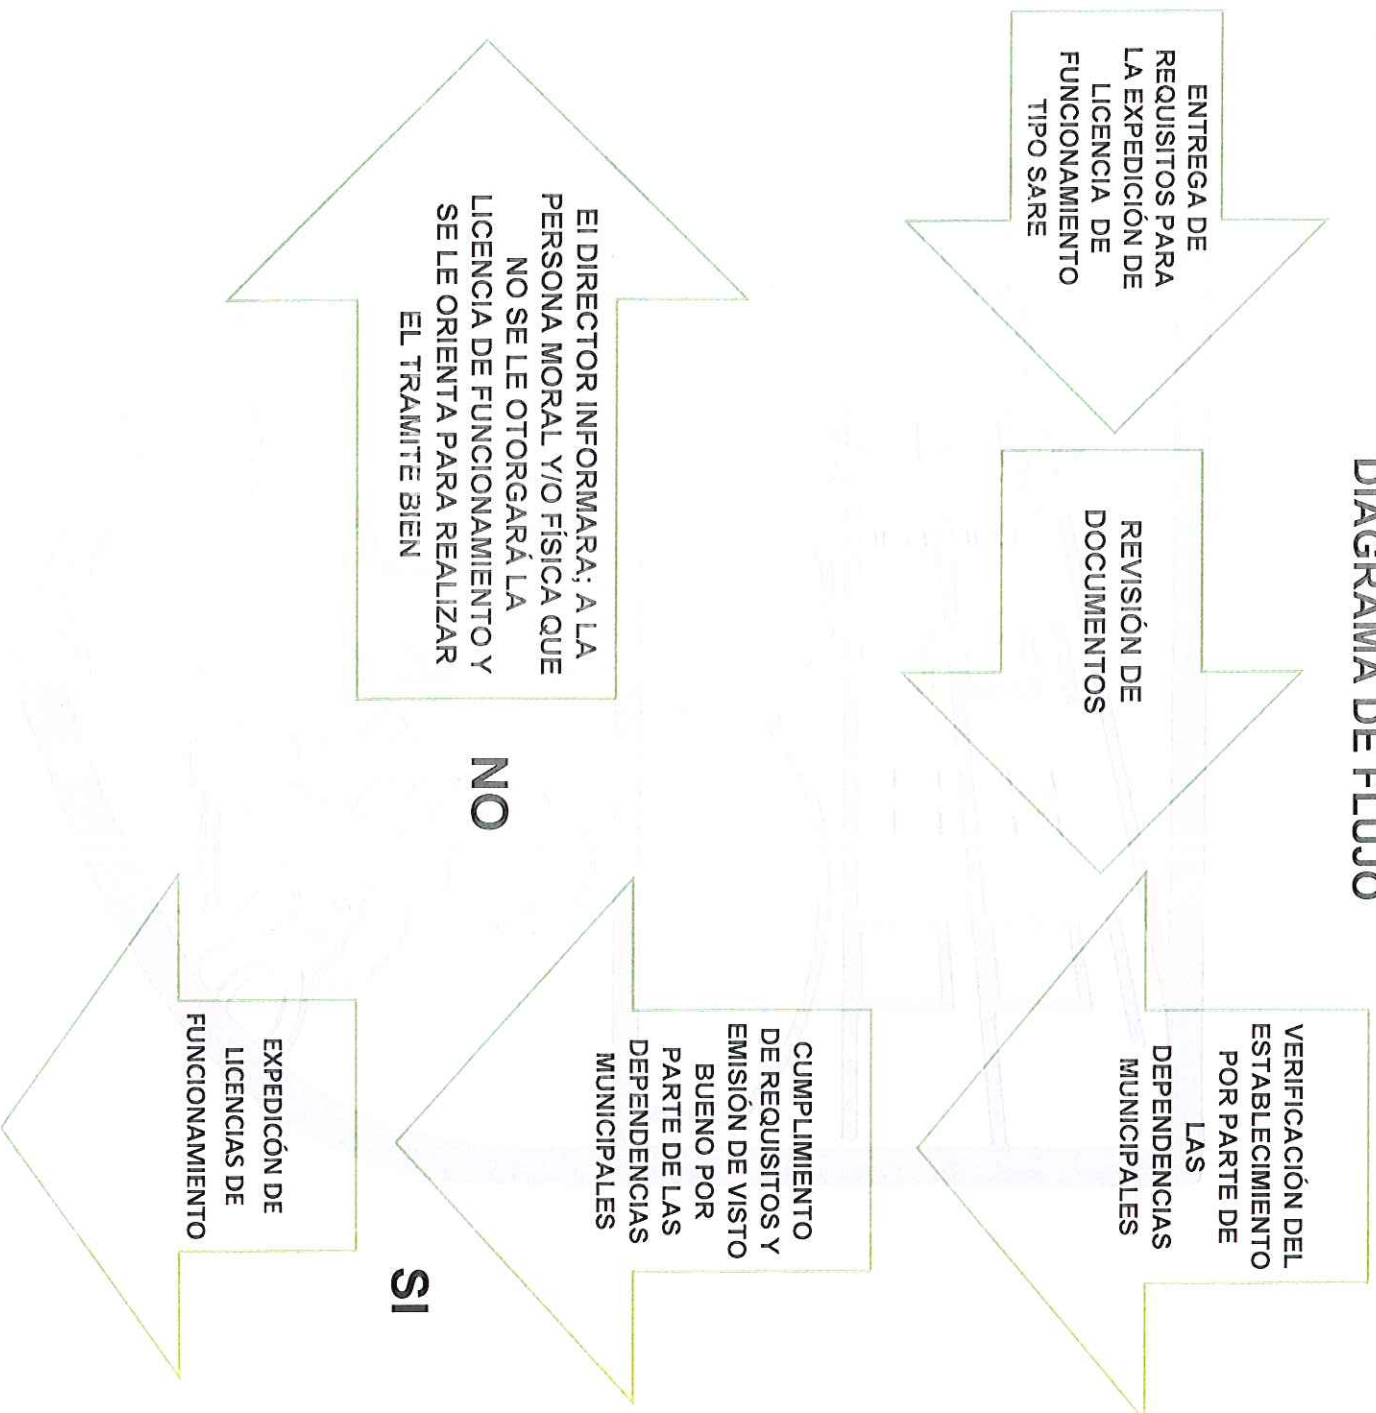 DIAGRAMA DE FLUJO
ENTREGA DE
REQUISITOS PARA
LA EXPEDICIÓN DE
LICENCIA DE
FUNCIONAMIENTO
TIPO SARE
REVISIÓN DE
DOCUMENTOS
VERIFICACIÓN DEL
ESTABLECIMIENTO
POR PARTE DE
LAS
DEPENDENCIAS
MUNICIPALES
CUMPLIMIENTO
DE REQUISITOS Y
EMISIÓN DE VISTO
BUENO POR
PARTE DE LAS
DEPENDENCIAS
MUNICIPALES
NO
El DIRECTOR INFORMARA; A LA
PERSONA MORAL Y/O FÍSICA QUE
NO SE LE OTORGARÁ LA
LICENCIA DE FUNCIONAMIENTO Y
SE LE ORIENTA PARA REALIZAR
EL TRAMITE BIEN
SI
EXPEDICÓN DE
LICENCIAS DE
FUNCIONAMIENTO